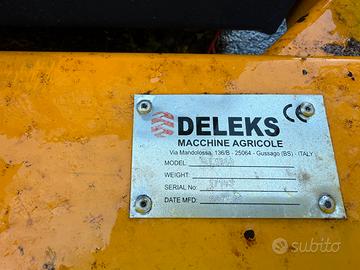 DELEKS CE
MACCHINE AGRICOLE
Via Mandolossa, 136/B - 25064 - Gussago (BS) - ITALY
MODEL
WEIGHT:
SERIAL No:
DATE MFD:
subito